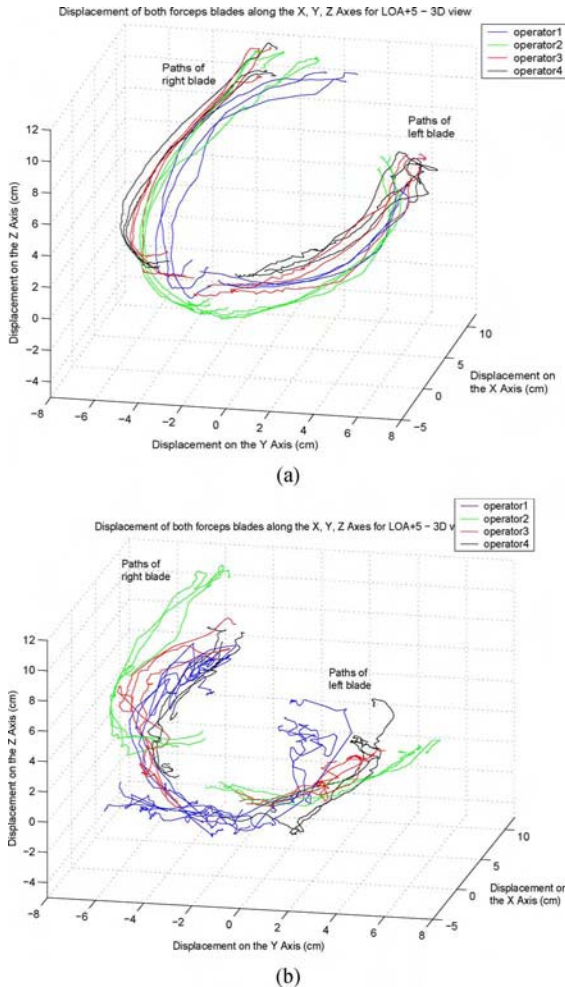 Displacement of both forceps blades along the X, Y, Z Axes for LOA+5 − 3D view
operator1
operator2
operator3
operator4
Paths of
right blade
Paths of
left blade
12
10
8
6
4
2
0
−2
−4
Displacement on the Z Axis (cm)
−8
−6
−4
−2
0
2
4
6
8
Displacement on the Y Axis (cm)
−5
0
5
10
Displacement on
the X Axis (cm)
(a)
Displacement of both forceps blades along the X, Y, Z Axes for LOA+5 − 3D v
operator1
operator2
operator3
operator4
Paths of
right blade
Paths of
left blade
12
10
8
6
4
2
0
−2
−4
Displacement on the Z Axis (cm)
−8
−6
−4
−2
0
2
4
6
8
Displacement on the Y Axis (cm)
−5
0
5
10
Displacement on
the X Axis (cm)
(b)